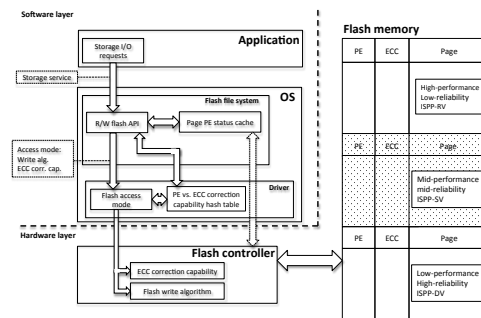 Software layer
Application
Storage I/O
requests
Storage service
OS
Flash file system
R/W flash API
Page PE status cache
Access mode:
Write alg.
ECC corr. cap.
Driver
Flash access
mode
PE vs. ECC correction
capability hash table
Hardware layer
Flash controller
ECC correction capability
Flash write algorithm
Flash memory
PE ECC Page
High-performance
Low-reliability
ISPP-RV
PE ECC Page
Mid-performance
mid-reliability
ISPP-SV
PE ECC Page
Low-performance
High-reliability
ISPP-DV